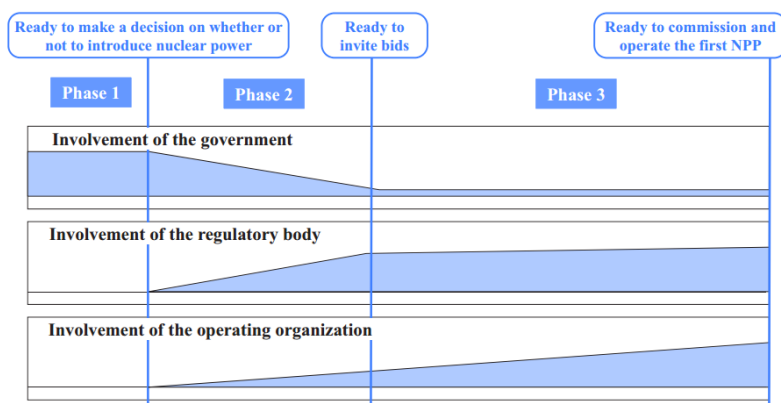 Ready to make a decision on whether or
not to introduce nuclear power
Ready to
invite bids
Ready to commission and
operate the first NPP
Phase 1
Phase 2
Phase 3
Involvement of the government
Involvement of the regulatory body
Involvement of the operating organization